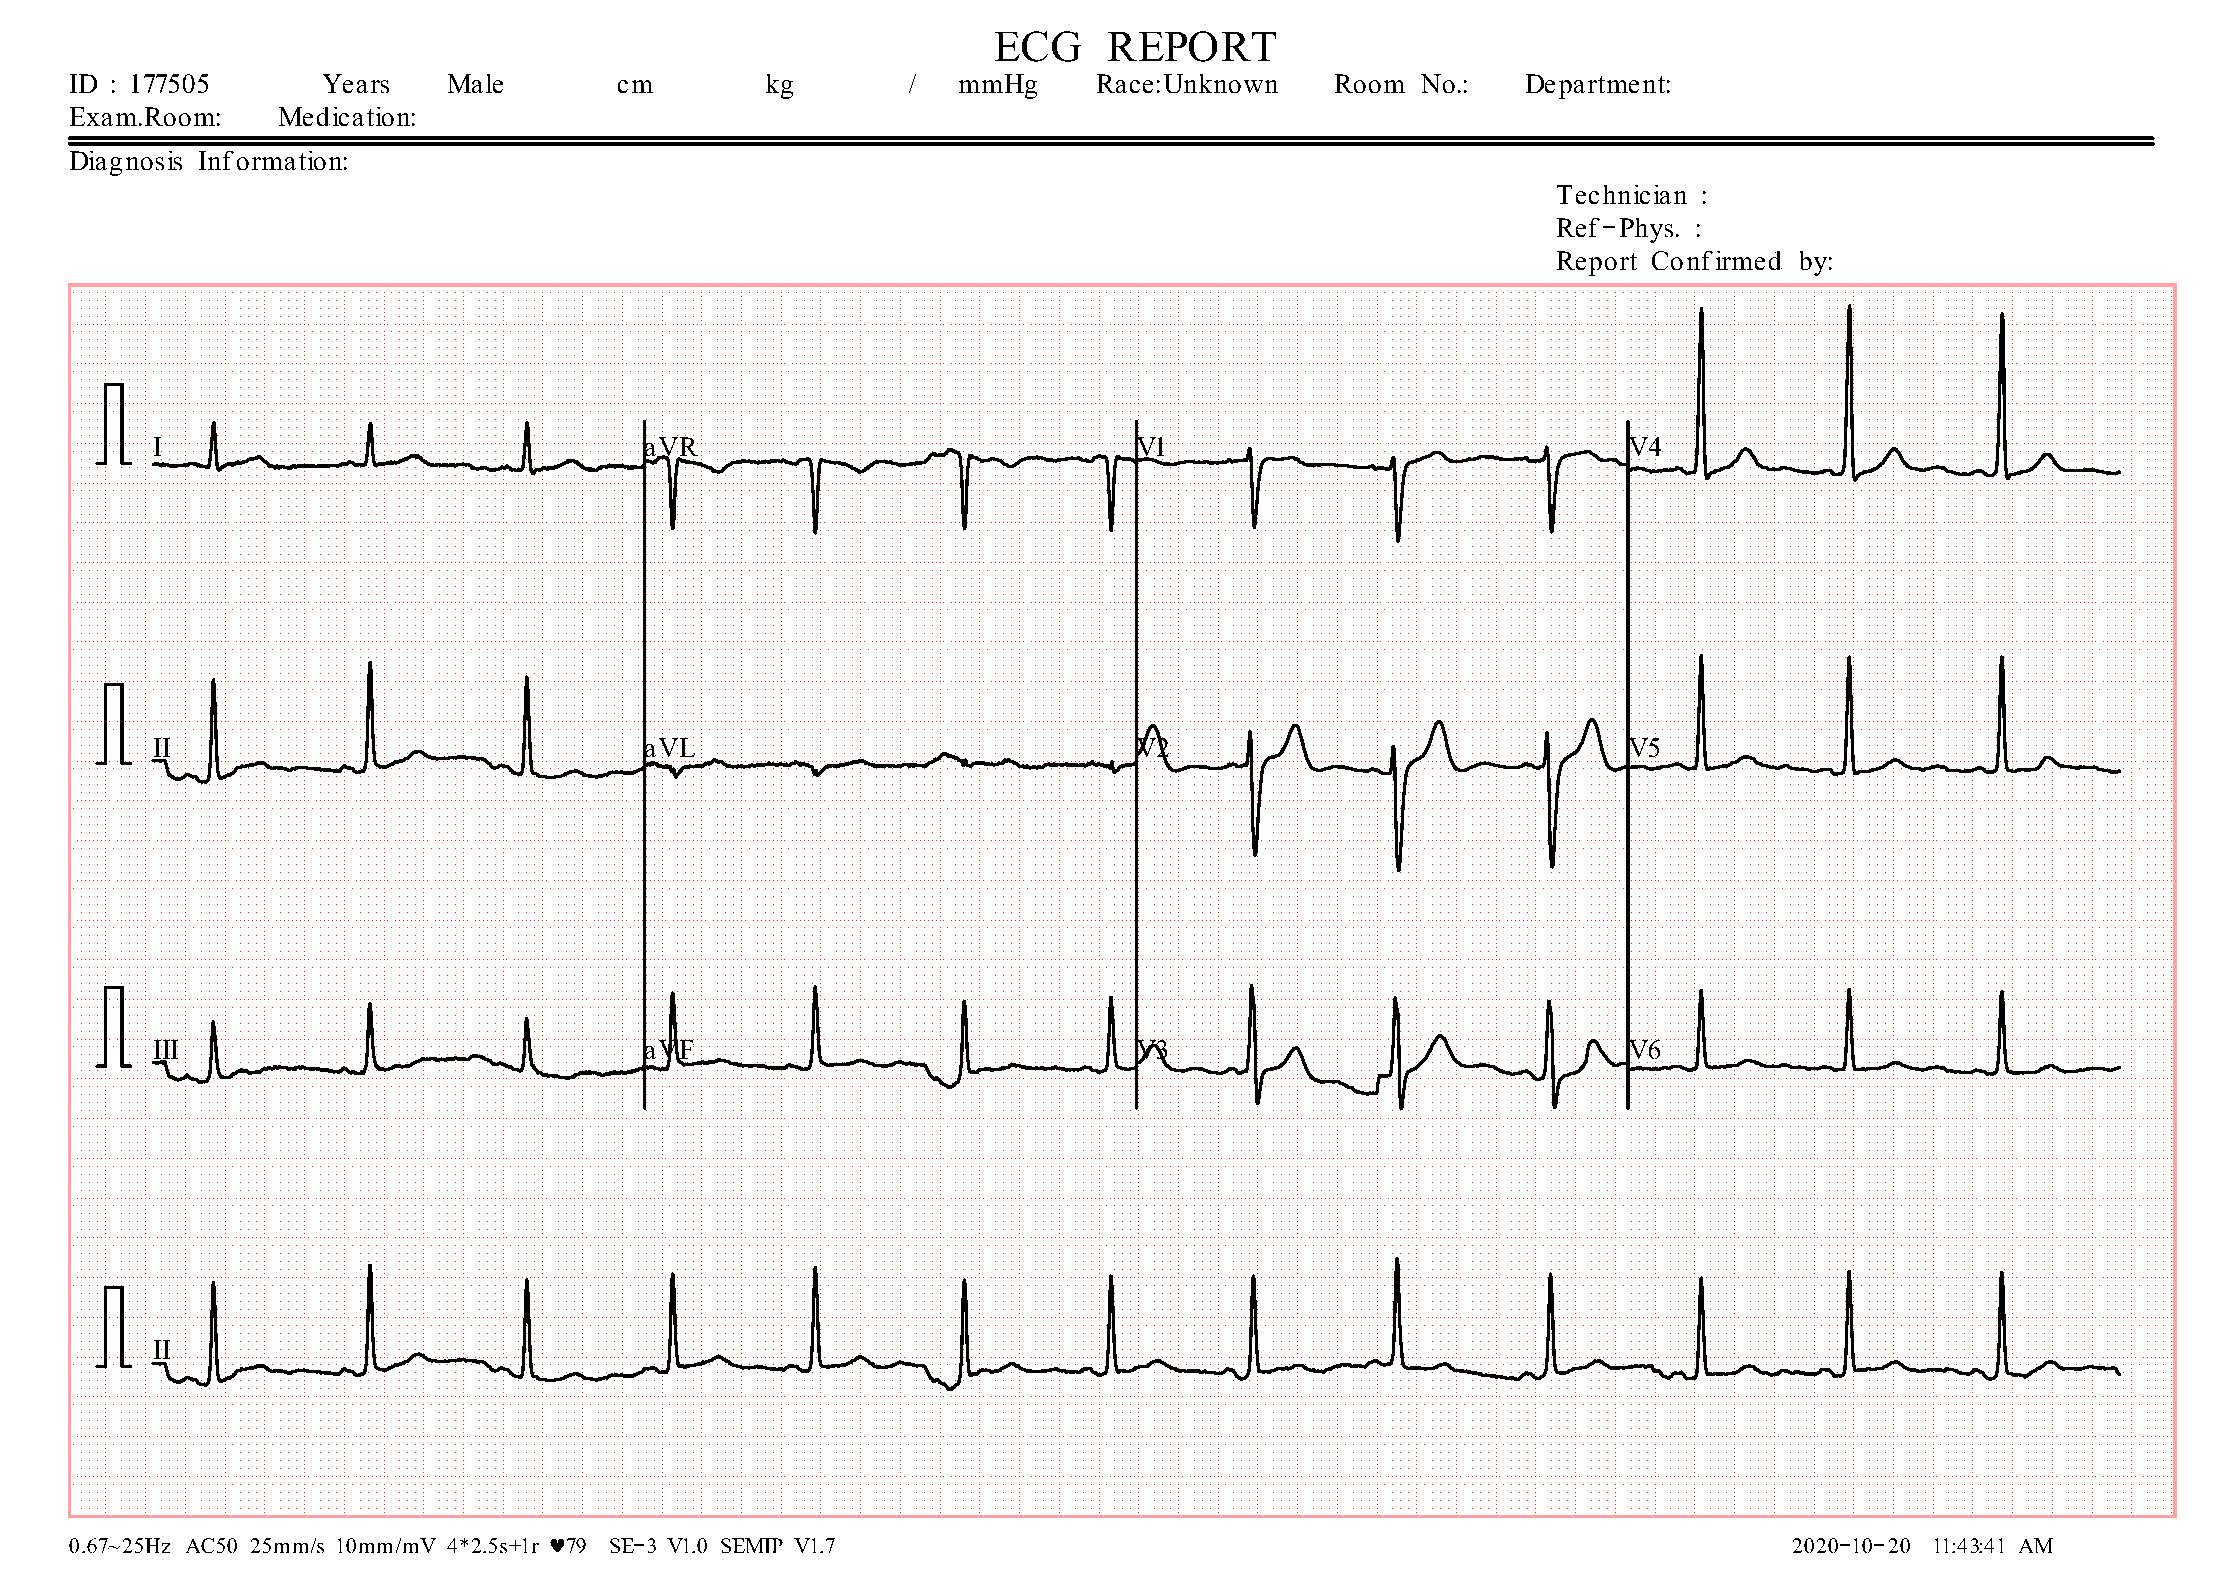 ECG REPORT
ID : 177505 Years Male cm kg / mmHg Race:Unknown Room No.: Department:
Exam.Room: Medication:
Diagnosis Information:
Technician :
Ref-Phys. :
Report Confirmed by:
I aVR V1 V4
II aVL V2 V5
III aVF V3 V6
II
0.67~25Hz AC50 25mm/s 10mm/mV 4*2.5s+1r ♥79 SE-3 V1.0 SEMIP V1.7 2020-10-20 11:43:41 AM